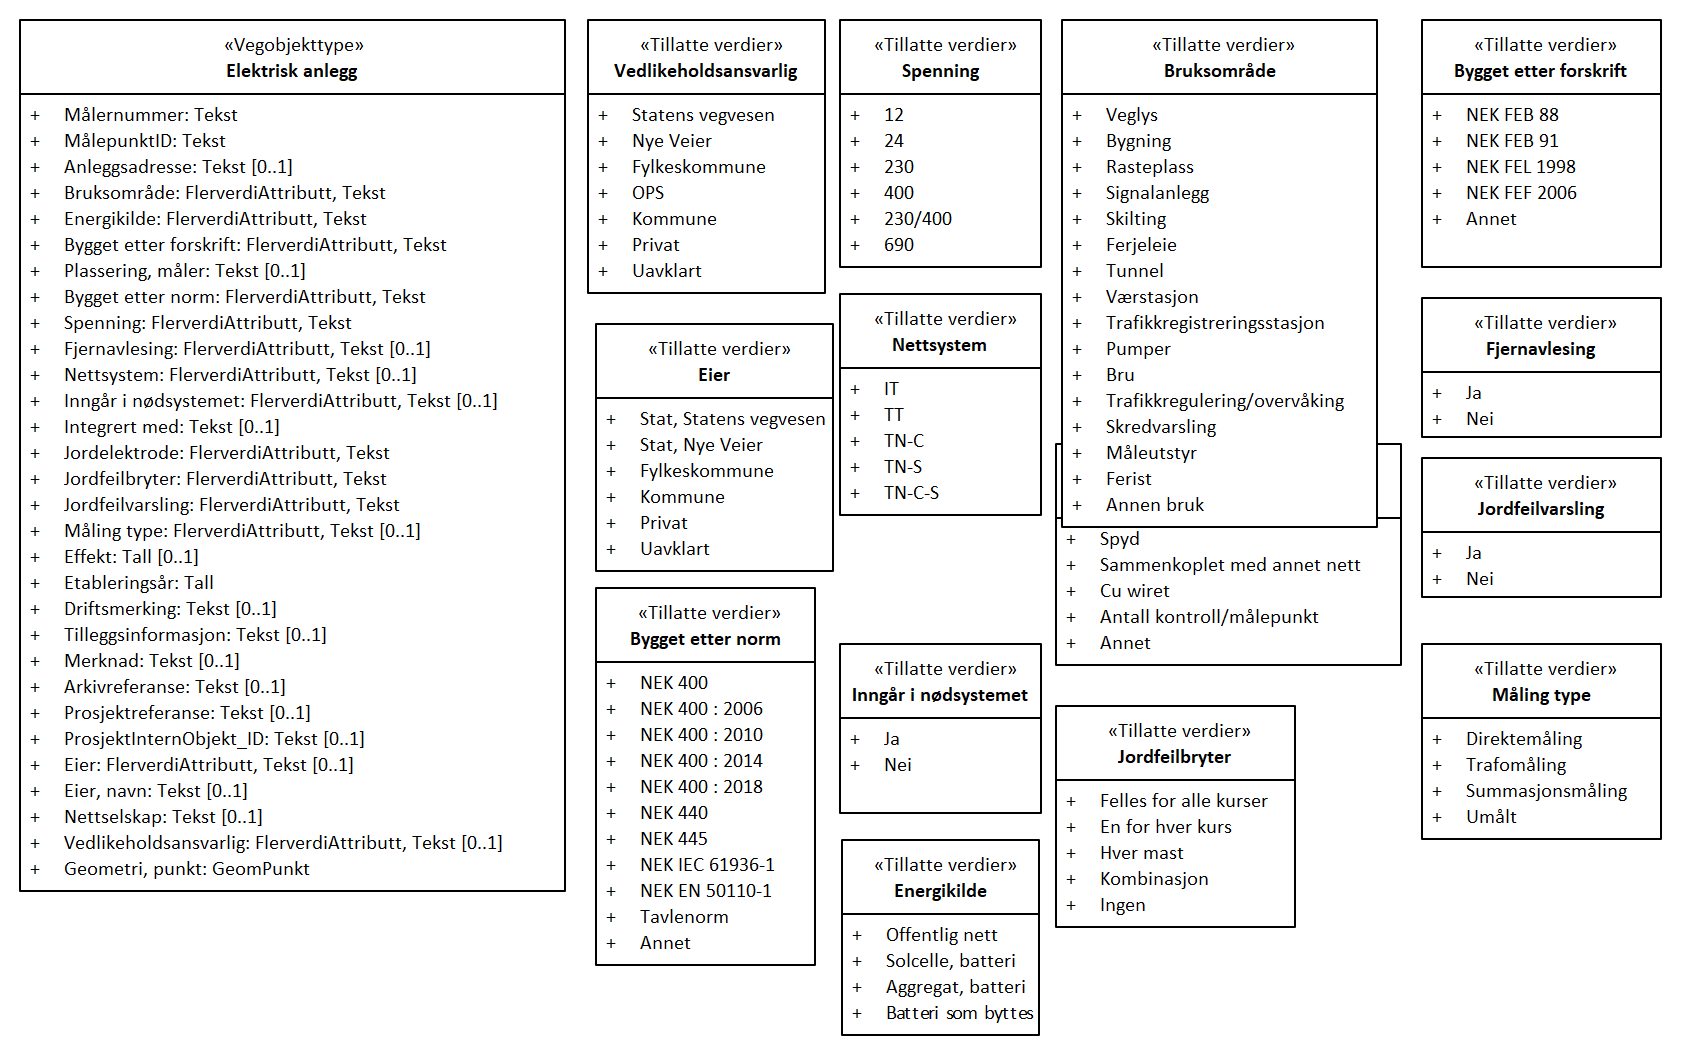 «Vegobjekttype»
Elektrisk anlegg
+ Målernummer: Tekst
+ MålepunktID: Tekst
+ Anleggsadresse: Tekst [0..1]
+ Bruksområde: FlerverdiAttributt, Tekst
+ Energikilde: FlerverdiAttributt, Tekst
+ Bygget etter forskrift: FlerverdiAttributt, Tekst
+ Plassering, måler: Tekst [0..1]
+ Bygget etter norm: FlerverdiAttributt, Tekst
+ Spenning: FlerverdiAttributt, Tekst
+ Fjernavlesing: FlerverdiAttributt, Tekst [0..1]
+ Nettsystem: FlerverdiAttributt, Tekst [0..1]
+ Inngår i nødsystemet: FlerverdiAttributt, Tekst [0..1]
+ Integrert med: Tekst [0..1]
+ Jordelektrode: FlerverdiAttributt, Tekst
+ Jordfeilbryter: FlerverdiAttributt, Tekst
+ Jordfeilvarsling: FlerverdiAttributt, Tekst
+ Måling type: FlerverdiAttributt, Tekst [0..1]
+ Effekt: Tall [0..1]
+ Etableringsår: Tall
+ Driftsmerking: Tekst [0..1]
+ Tilleggsinformasjon: Tekst [0..1]
+ Merknad: Tekst [0..1]
+ Arkivreferanse: Tekst [0..1]
+ Prosjektreferanse: Tekst [0..1]
+ ProsjektInternObjekt_ID: Tekst [0..1]
+ Eier: FlerverdiAttributt, Tekst [0..1]
+ Eier, navn: Tekst [0..1]
+ Nettselskap: Tekst [0..1]
+ Vedlikeholdsansvarlig: FlerverdiAttributt, Tekst [0..1]
+ Geometri, punkt: GeomPunkt
«Tillatte verdier»
Vedlikeholdsansvarlig
+ Statens vegvesen
+ Nye Veier
+ Fylkeskommune
+ OPS
+ Kommune
+ Privat
+ Uavklart
«Tillatte verdier»
Eier
+ Stat, Statens vegvesen
+ Stat, Nye Veier
+ Fylkeskommune
+ Kommune
+ Privat
+ Uavklart
«Tillatte verdier»
Bygget etter norm
+ NEK 400
+ NEK 400 : 2006
+ NEK 400 : 2010
+ NEK 400 : 2014
+ NEK 400 : 2018
+ NEK 440
+ NEK 445
+ NEK IEC 61936-1
+ NEK EN 50110-1
+ Tavlenorm
+ Annet
«Tillatte verdier»
Spenning
+ 12
+ 24
+ 230
+ 400
+ 230/400
+ 690
«Tillatte verdier»
Nettsystem
+ IT
+ TT
+ TN-C
+ TN-S
+ TN-C-S
«Tillatte verdier»
Inngår i nødsystemet
+ Ja
+ Nei
«Tillatte verdier»
Energikilde
+ Offentlig nett
+ Solcelle, batteri
+ Aggregat, batteri
+ Batteri som byttes
«Tillatte verdier»
Bruksområde
+ Veglys
+ Bygning
+ Rasteplass
+ Signalanlegg
+ Skilting
+ Ferjeleie
+ Tunnel
+ Værstasjon
+ Trafikkregistreringsstasjon
+ Pumper
+ Bru
+ Trafikkregulering/overvåking
+ Skredvarsling
+ Måleutstyr
+ Ferist
+ Annen bruk
+ Spyd
+ Sammenkoplet med annet nett
+ Cu wiret
+ Antall kontroll/målepunkt
+ Annet
«Tillatte verdier»
Jordfeilbryter
+ Felles for alle kurser
+ En for hver kurs
+ Hver mast
+ Kombinasjon
+ Ingen
«Tillatte verdier»
Bygget etter forskrift
+ NEK FEB 88
+ NEK FEB 91
+ NEK FEL 1998
+ NEK FEF 2006
+ Annet
«Tillatte verdier»
Fjernavlesing
+ Ja
+ Nei
«Tillatte verdier»
Jordfeilvarsling
+ Ja
+ Nei
«Tillatte verdier»
Måling type
+ Direktemåling
+ Trafomåling
+ Summasjonsmåling
+ Umålt